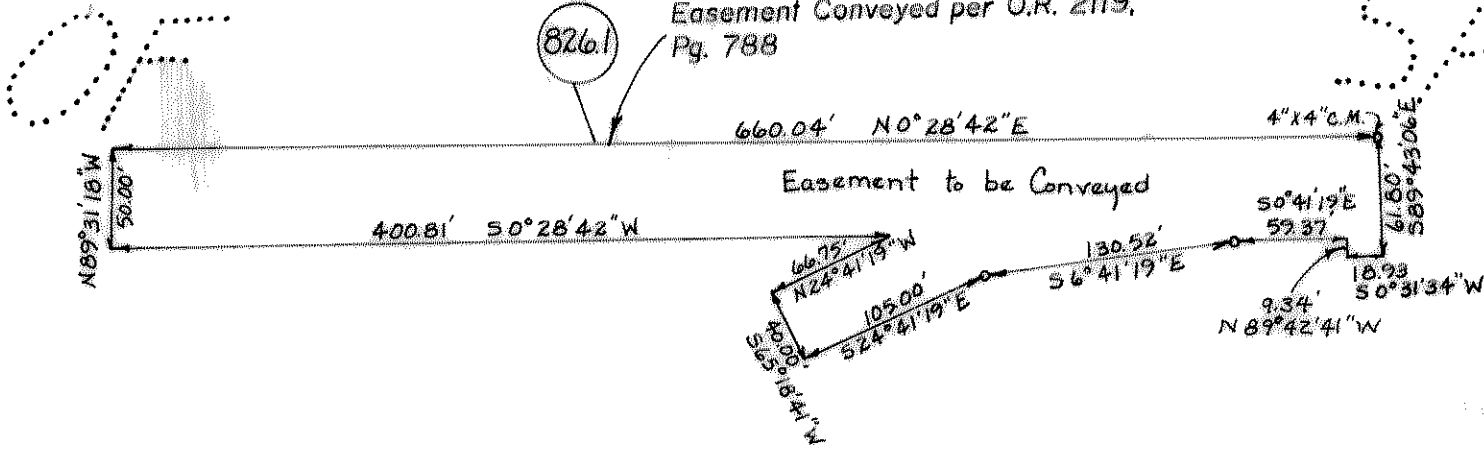 Easement Conveyed per O.R. 2119,
Pg. 788
826.1
660.04' N0°28'42"E
4"x4"C.M.
N89°31'18"W
50.00'
Easement to be Conveyed
61.80'
S89°43'06"E
400.81' S0°28'42"W
S0°41'19"E
59.37'
66.75'
N24°41'19"W
130.52'
S6°41'19"E
18.93
S0°31'34"W
9.34'
N89°42'41"W
105.00'
S24°41'19"E
40.00'
S65°18'41"W